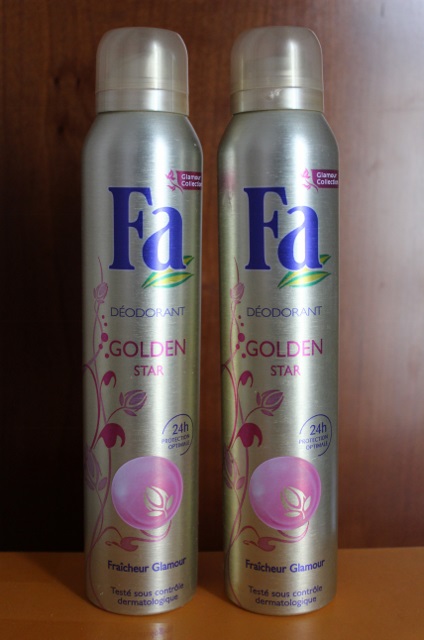 Glamour
Collection
Fa
DÉODORANT
GOLDEN
STAR
24h
PROTECTION
OPTIMALE
Fraîcheur Glamour
Testé sous contrôle
dermatologique
Glamour
Collection
Fa
DÉODORANT
GOLDEN
STAR
24h
PROTECTION
OPTIMALE
Fraîcheur Glamour
Testé sous contrôle
dermatologique